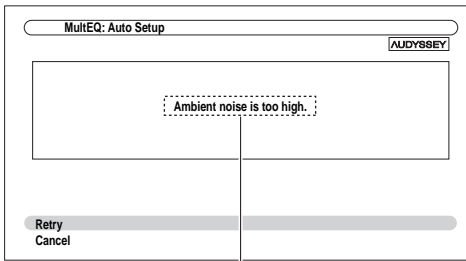 MultEQ: Auto Setup
AUDYSSEY
Ambient noise is too high.
Retry
Cancel